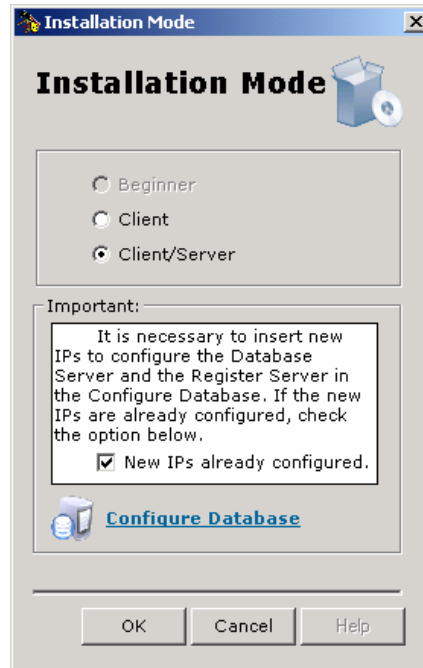 Installation Mode
Installation Mode
Beginner
Client
Client/Server
Important:
It is necessary to insert new
IPs to configure the Database
Server and the Register Server in
the Configure Database. If the new
IPs are already configured, check
the option below.
New IPs already configured.
Configure Database
OK
Cancel
Help